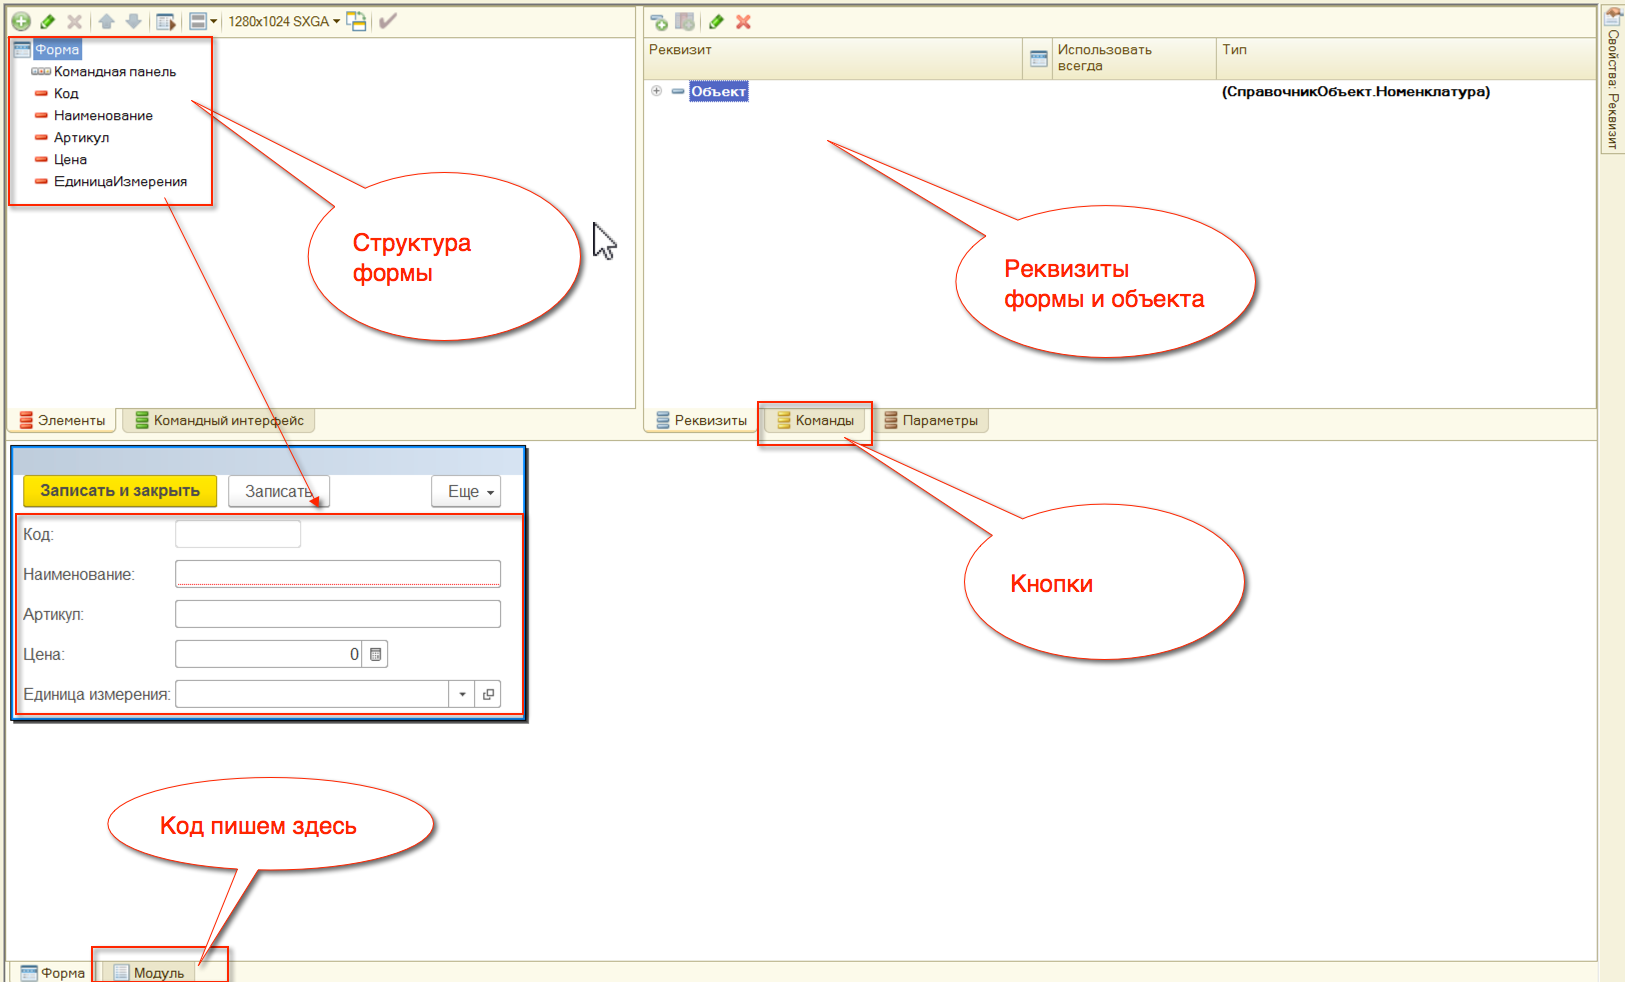 1280x1024 SXGA
Форма
Командная панель
Код
Наименование
Артикул
Цена
ЕдиницаИзмерения
Структура
формы
Элементы
Командный интерфейс
Реквизит
Использовать
всегда
Тип
Объект
(СправочникОбъект.Номенклатура)
Реквизиты
формы и объекта
Реквизиты
Команды
Параметры
Свойства: Реквизит
Записать и закрыть
Записать
Еще
Код:
Наименование:
Артикул:
Цена:
0
Единица измерения:
Кнопки
Код пишем здесь
Форма
Модуль